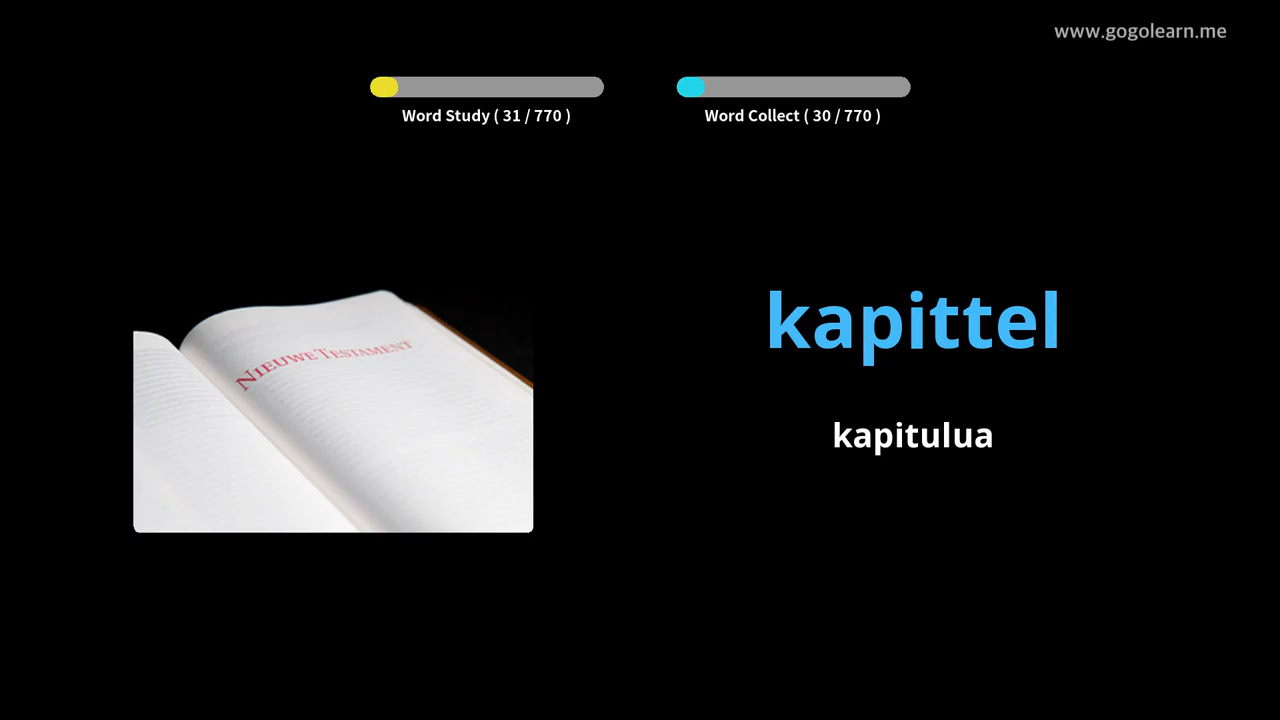 www.gogolearn.me
Word Study ( 31 / 770 )
Word Collect ( 30 / 770 )
NIEUWE TESTAMENT
kapittel
kapitulua